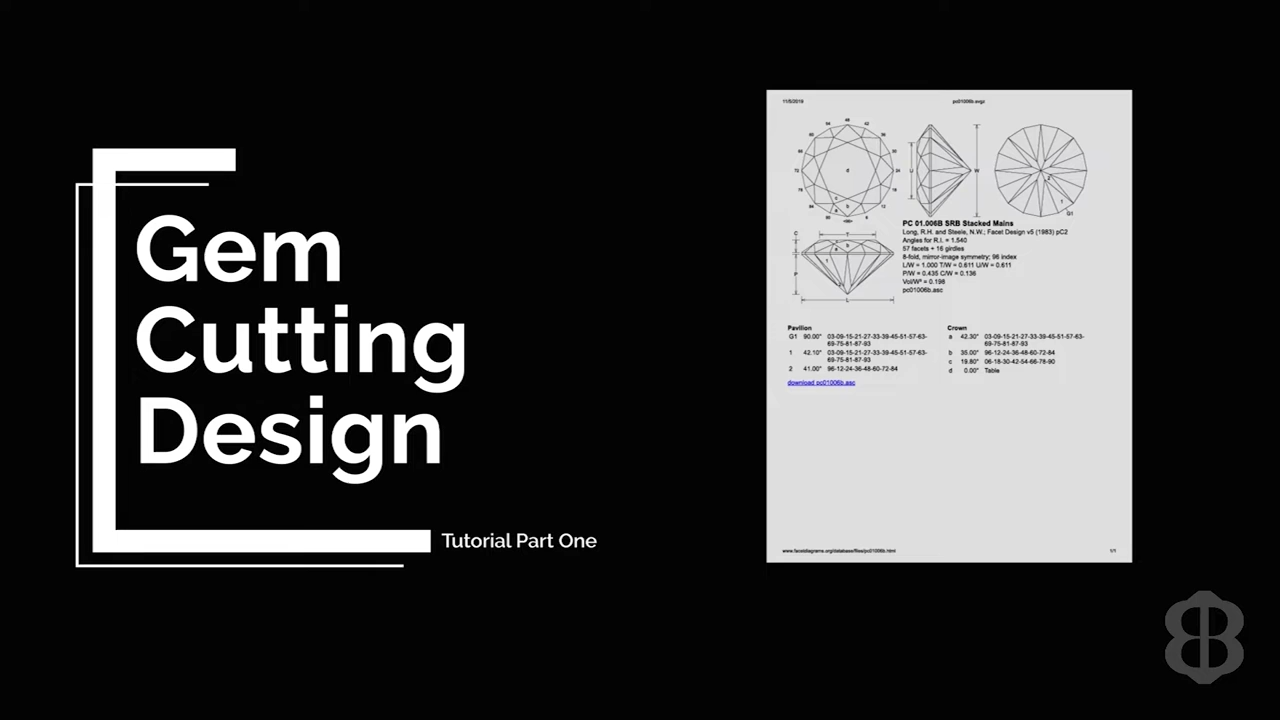 Gem
Cutting
Design
Tutorial Part One
11/5/2018
pc01006b.asgz
PC 01.006B SRB Stacked Mains
Long, R.H. and Steele, N.W.; Facet Design v5 (1983) pC2
Angles for R.I. = 1.540
57 facets + 16 girdles
8-fold, mirror-image symmetry; 96 index
L/W = 1.000 T/W = 0.611 U/W = 0.611
P/W = 0.435 C/W = 0.136
Vol/W³ = 0.198
pc01006b.asc
Pavilion
G1 90.00° 03-09-15-21-27-33-39-45-51-57-63-
69-75-81-87-93
1 42.10° 03-09-15-21-27-33-39-45-51-57-63-
69-75-81-87-93
2 41.00° 96-12-24-36-48-60-72-84
download pc01006b.asc
Crown
a 42.30° 03-09-15-21-27-33-39-45-51-57-63-
69-75-81-87-93
b 35.00° 96-12-24-36-48-60-72-84
c 19.80° 06-18-30-42-54-66-78-90
d 0.00° Table
www.facetdiagrams.org/database/files/pc01006b.html
1/1